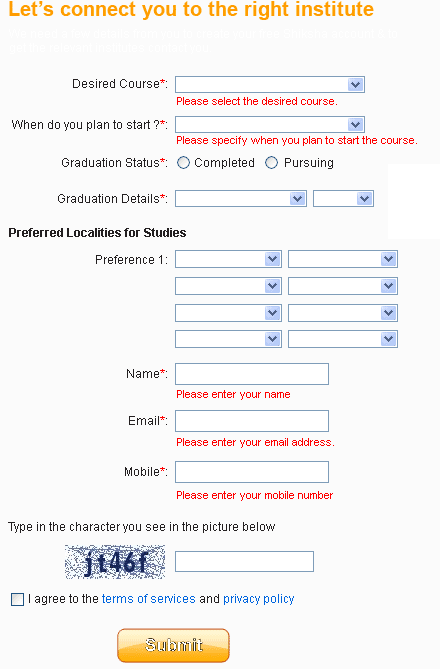 Let's connect you to the right institute
Desired Course*:
Please select the desired course.
When do you plan to start ?*:
Please specify when you plan to start the course.
Graduation Status*: Completed Pursuing
Graduation Details*:
Preferred Localities for Studies
Preference 1:
Name*:
Please enter your name
Email*:
Please enter your email address.
Mobile*:
Please enter your mobile number
Type in the character you see in the picture below
jt46f
I agree to the terms of services and privacy policy
Submit